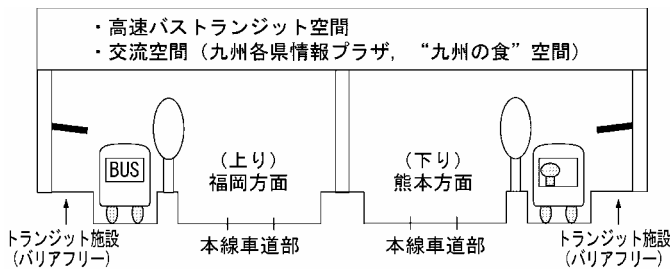 ・高速バストランジット空間
・交流空間（九州各県情報プラザ，“九州の食”空間）
BUS
（上り）
福岡方面
（下り）
熊本方面
本線車道部
本線車道部
トランジット施設
（バリアフリー）
トランジット施設
（バリアフリー）